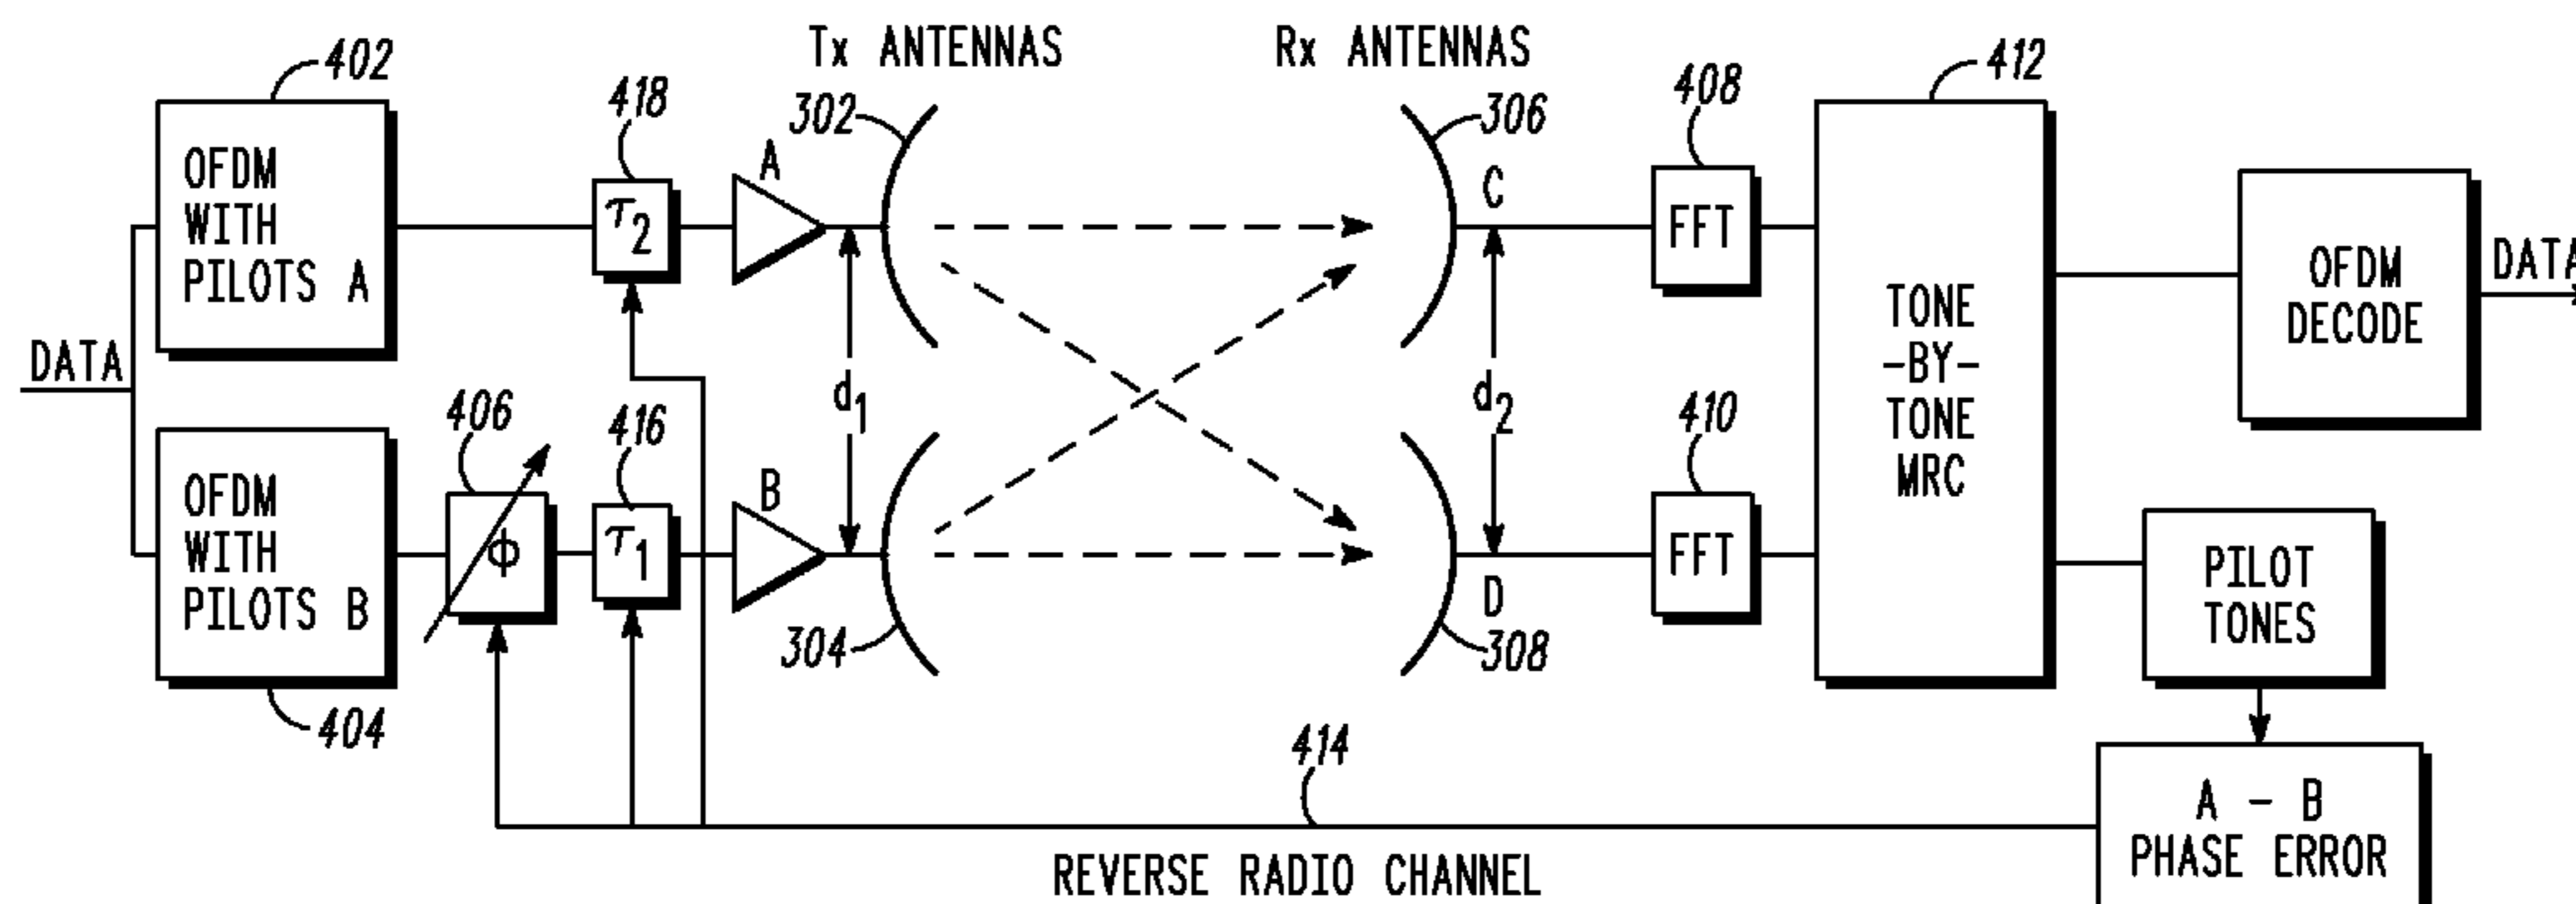 Tx ANTENNAS
Rx ANTENNAS
402
418
302
306
408
412
A
C
OFDM
WITH
PILOTS A
τ2
FFT
TONE
-BY-
TONE
MRC
OFDM
DECODE
DATA
DATA
406
416
d1
d2
410
B
D
OFDM
WITH
PILOTS B
Φ
τ1
FFT
PILOT
TONES
304
308
404
414
A - B
PHASE ERROR
REVERSE RADIO CHANNEL